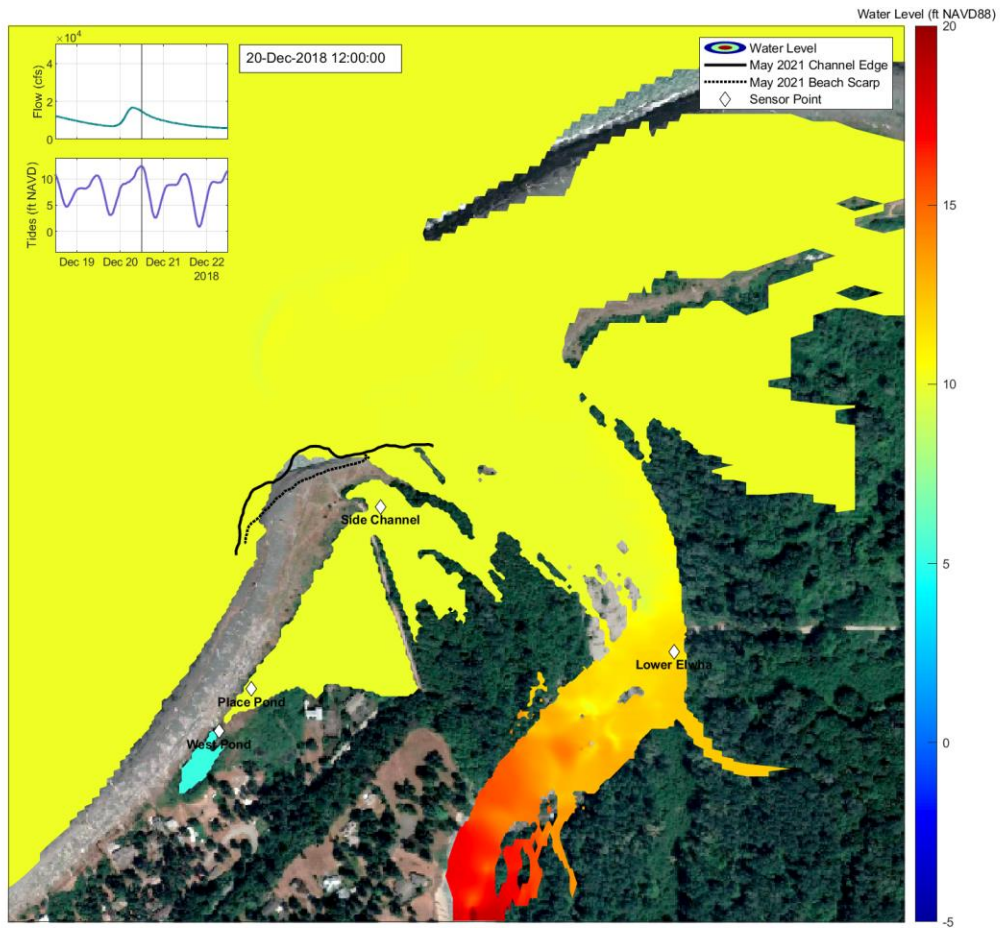 Water Level (ft NAVD88)
20-Dec-2018 12:00:00
×10⁴
Flow (cfs)
4
2
0
Tides (ft NAVD)
10
5
0
Dec 19 Dec 20 Dec 21 Dec 22
2018
Water Level
May 2021 Channel Edge
May 2021 Beach Scarp
Sensor Point
Side Channel
Lower Elwha
Place Pond
West Pond
20
15
10
5
0
-5